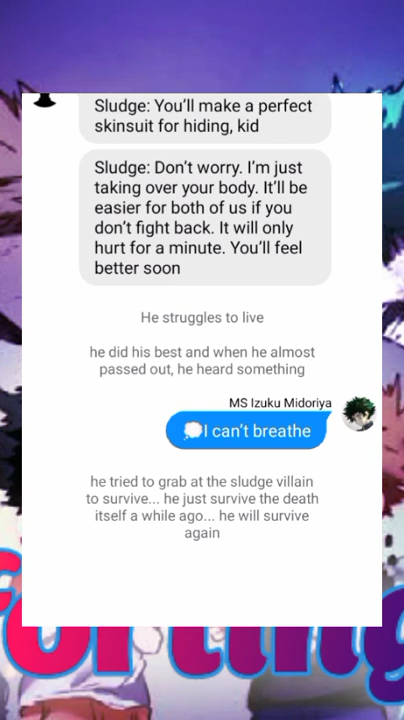 Sludge: You'll make a perfect
skinsuit for hiding, kid
Sludge: Don't worry. I'm just
taking over your body. It'll be
easier for both of us if you
don't fight back. It will only
hurt for a minute. You'll feel
better soon
He struggles to live
he did his best and when he almost
passed out, he heard something
MS Izuku Midoriya
💭I can't breathe
he tried to grab at the sludge villain
to survive... he just survive the death
itself a while ago... he will survive
again